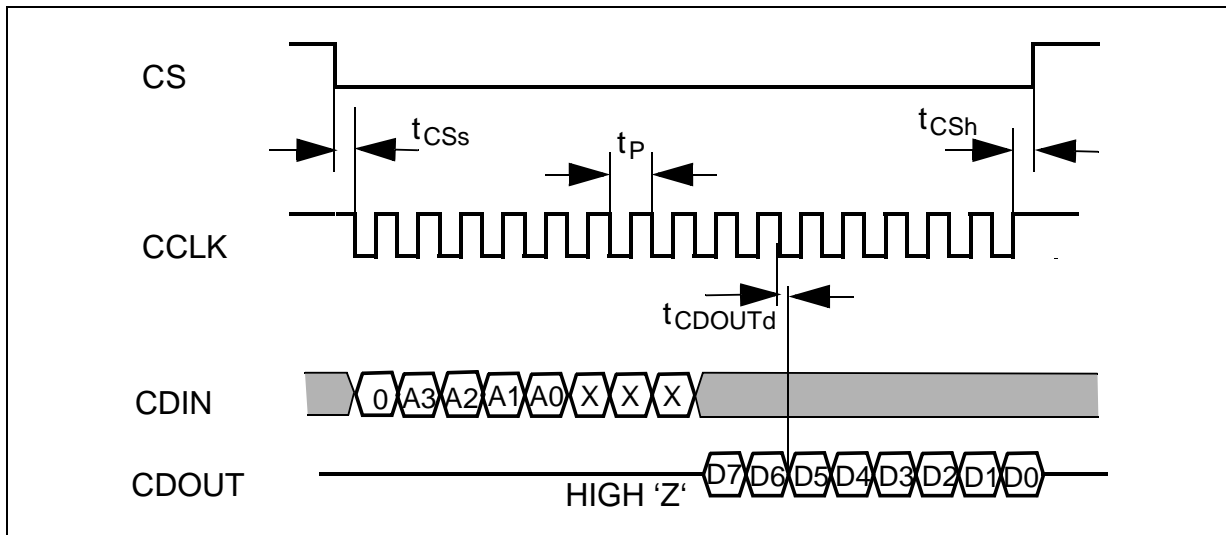 CS
tCSs
tP
tCSh
CCLK
tCDOUTd
CDIN
0 A3 A2 A1 A0 X X X
CDOUT
HIGH ‘Z‘
D7 D6 D5 D4 D3 D2 D1 D0